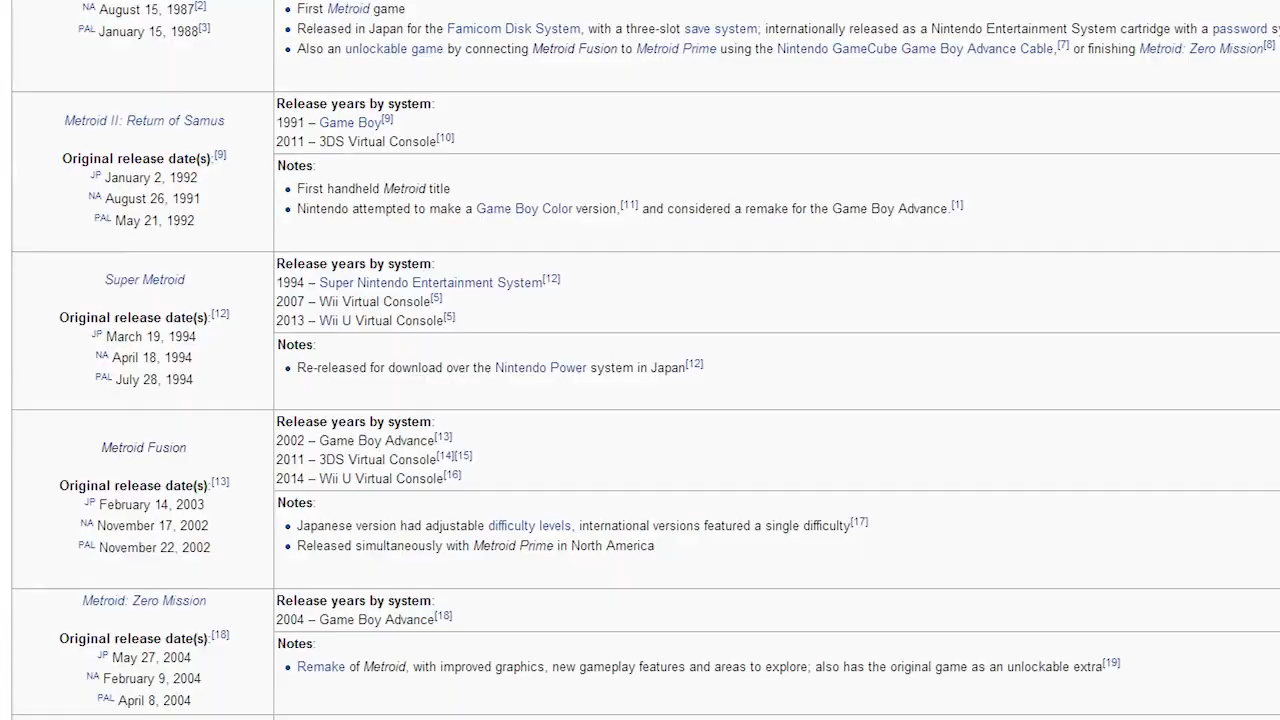 NA August 15, 1987[2]
PAL January 15, 1988[3]
First Metroid game
Released in Japan for the Famicom Disk System, with a three-slot save system; internationally released as a Nintendo Entertainment System cartridge with a password
Also an unlockable game by connecting Metroid Fusion to Metroid Prime using the Nintendo GameCube Game Boy Advance Cable,[7] or finishing Metroid: Zero Mission[8]
Metroid II: Return of Samus
Original release date(s):[9]
JP January 2, 1992
NA August 26, 1991
PAL May 21, 1992
Release years by system:
1991 – Game Boy[9]
2011 – 3DS Virtual Console[10]
Notes:
First handheld Metroid title
Nintendo attempted to make a Game Boy Color version,[11] and considered a remake for the Game Boy Advance.[1]
Super Metroid
Original release date(s):[12]
JP March 19, 1994
NA April 18, 1994
PAL July 28, 1994
Release years by system:
1994 – Super Nintendo Entertainment System[12]
2007 – Wii Virtual Console[5]
2013 – Wii U Virtual Console[5]
Notes:
Re-released for download over the Nintendo Power system in Japan[12]
Metroid Fusion
Original release date(s):[13]
JP February 14, 2003
NA November 17, 2002
PAL November 22, 2002
Release years by system:
2002 – Game Boy Advance[13]
2011 – 3DS Virtual Console[14][15]
2014 – Wii U Virtual Console[16]
Notes:
Japanese version had adjustable difficulty levels, international versions featured a single difficulty[17]
Released simultaneously with Metroid Prime in North America
Metroid: Zero Mission
Original release date(s):[18]
JP May 27, 2004
NA February 9, 2004
PAL April 8, 2004
Release years by system:
2004 – Game Boy Advance[18]
Notes:
Remake of Metroid, with improved graphics, new gameplay features and areas to explore; also has the original game as an unlockable extra[19]